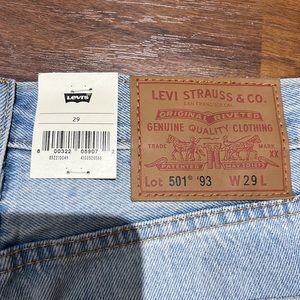 Levi's
29
LEVI STRAUSS & CO.
SAN FRANCISCO, CAL.
ORIGINAL RIVETED
GENUINE QUALITY CLOTHING
TRADE MARK
XX
Lot 501® '93 W 29 L